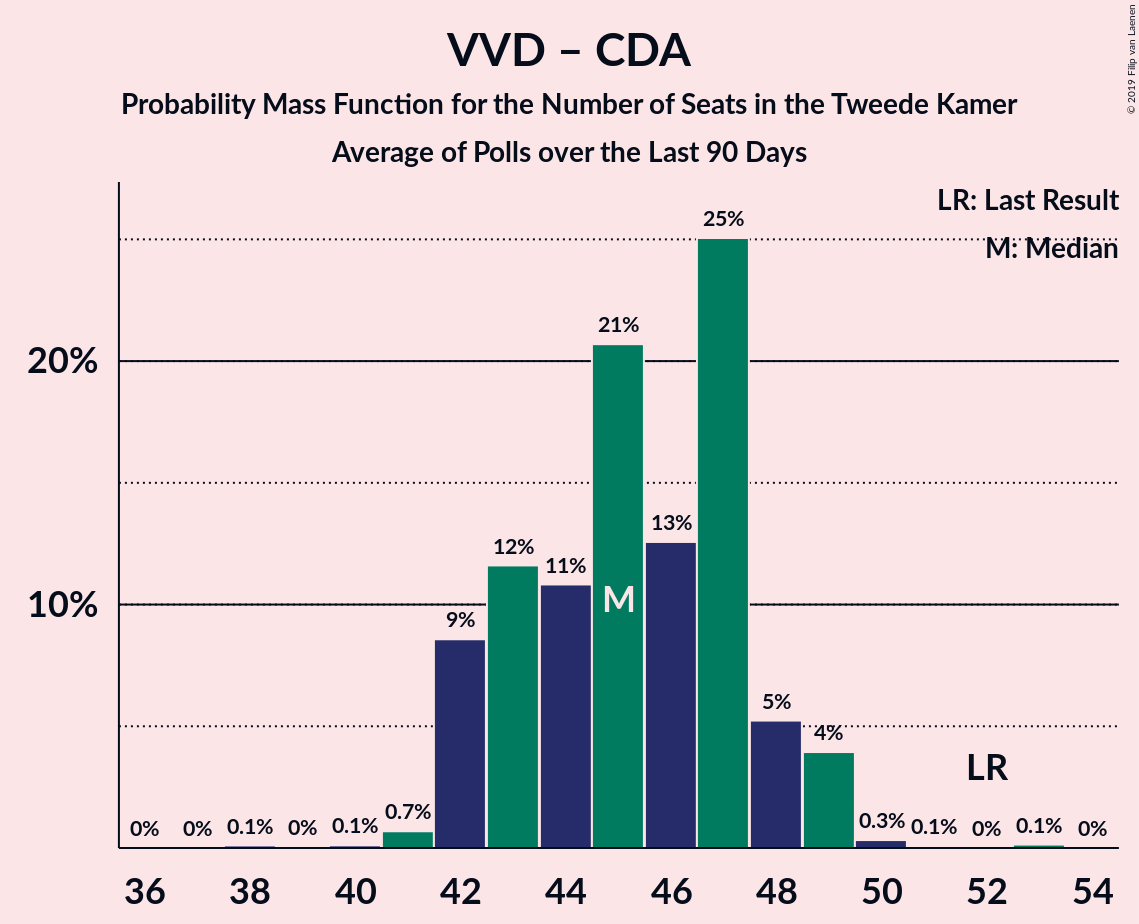 VVD – CDA
Probability Mass Function for the Number of Seats in the Tweede Kamer
Average of Polls over the Last 90 Days
© 2019 Filip van Laenen
LR: Last Result
M: Median
25%
21%
20%
13%
12%
11%
M
10%
9%
5%
4%
LR
0.7%
0% 0% 0.1% 0% 0.1% 0.3% 0.1% 0% 0.1% 0%
36 38 40 42 44 46 48 50 52 54